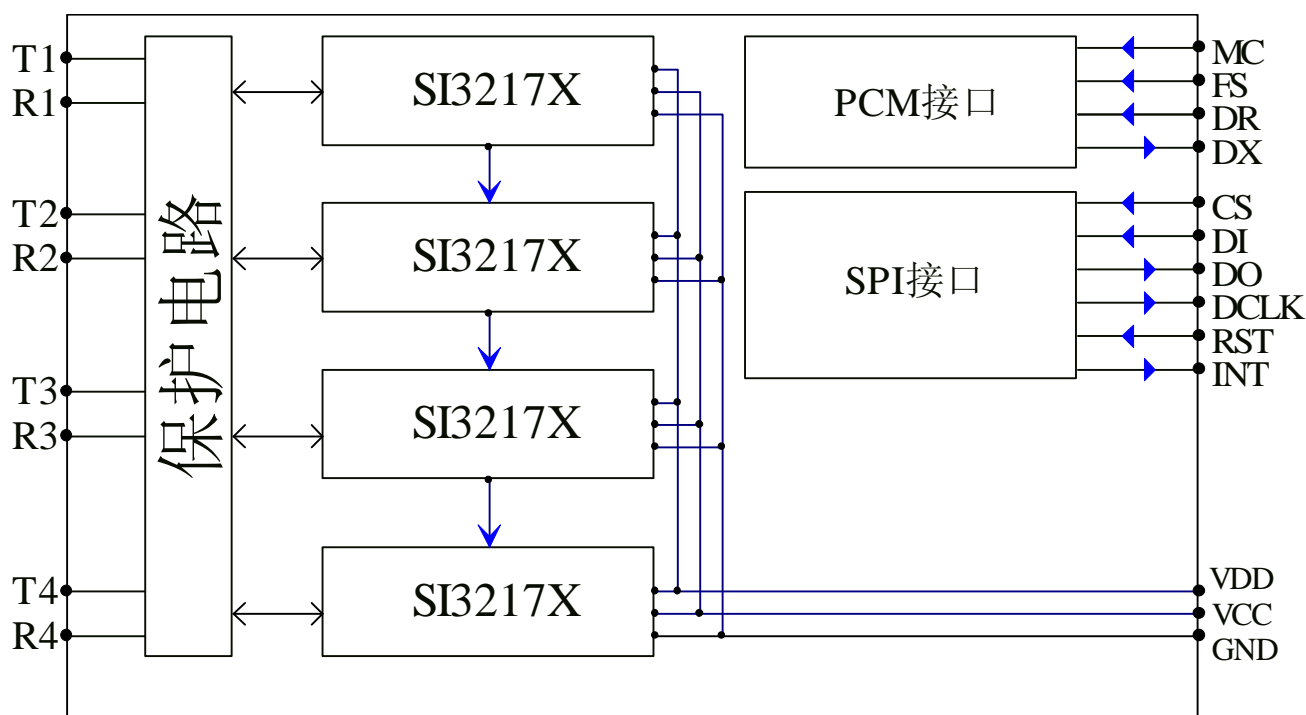 T1
R1
T2
R2
T3
R3
T4
R4
保护电路
SI3217X
SI3217X
SI3217X
SI3217X
PCM接口
SPI接口
MC
FS
DR
DX
CS
DI
DO
DCLK
RST
INT
VDD
VCC
GND